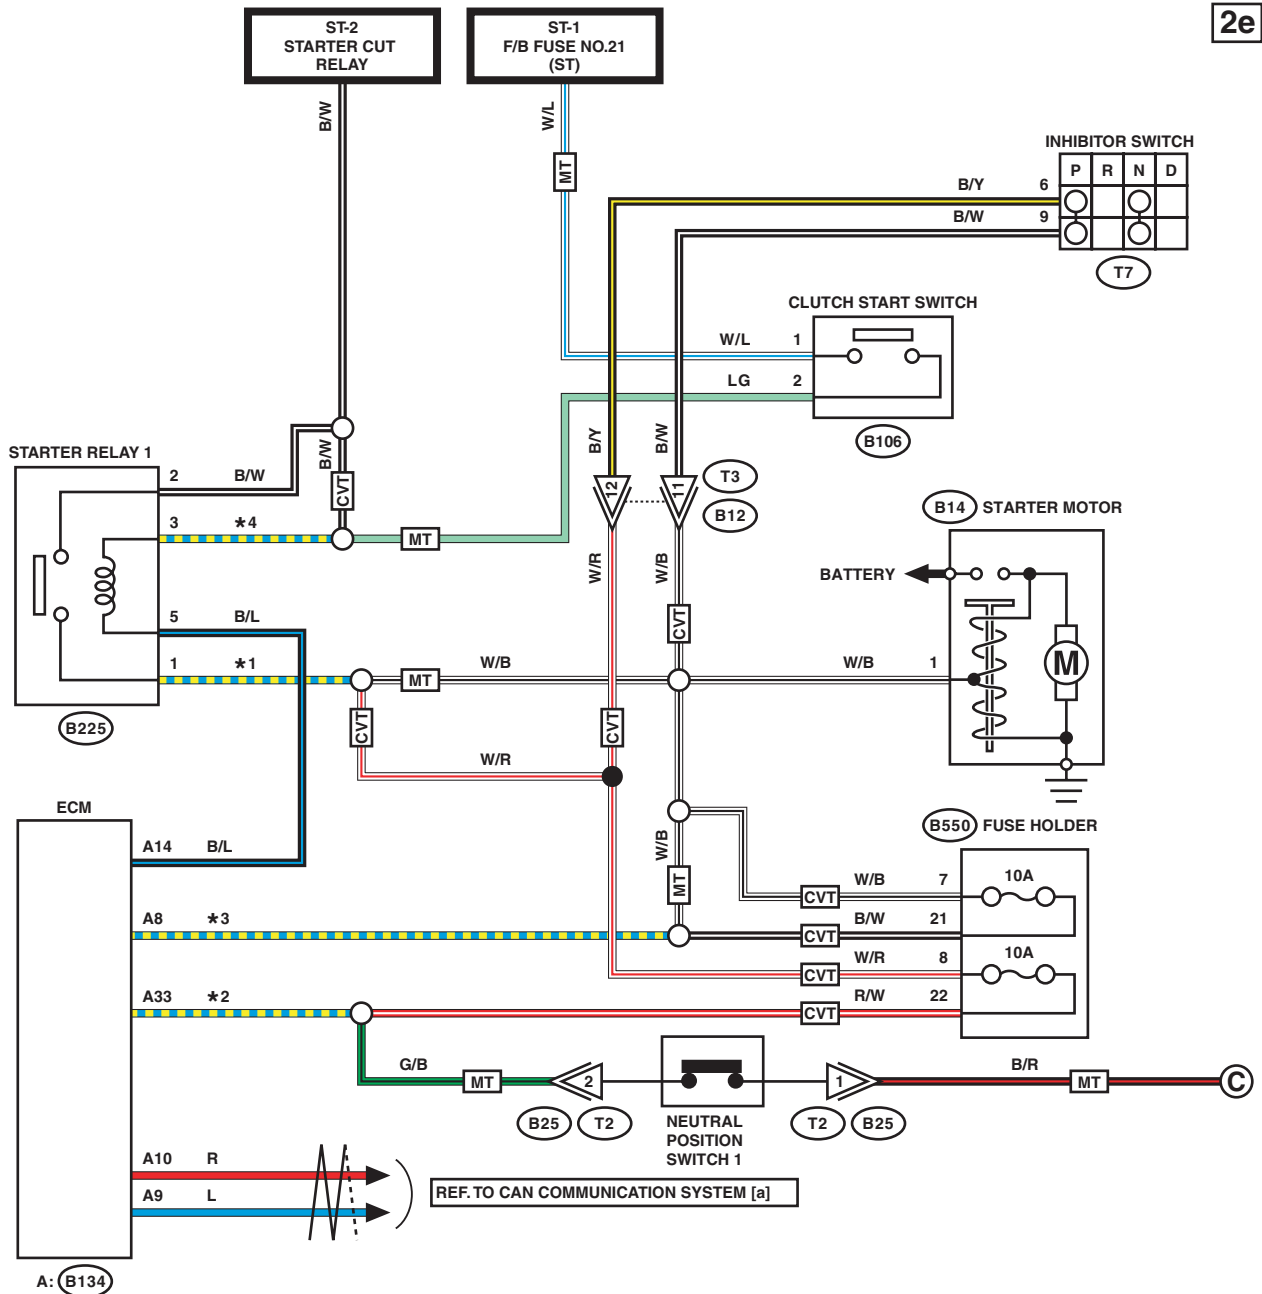 2e
ST-2
STARTER CUT
RELAY
ST-1
F/B FUSE NO.21
(ST)
B/W
W/L
MT
INHIBITOR SWITCH
P R N D
B/Y 6
B/W 9
T7
CLUTCH START SWITCH
W/L 1
LG 2
B106
B/W
CVT
B/Y
B/W
12
11
T3
B12
STARTER RELAY 1
2 B/W
3 *4
MT
5 B/L
1 *1
MT
W/B
B225
W/R
W/B
CVT
W/B 1
B14 STARTER MOTOR
BATTERY
M
CVT
CVT
W/R
ECM
A14 B/L
A8 *3
A33 *2
W/B
MT
B550 FUSE HOLDER
CVT W/B 7
10A
CVT B/W 21
CVT W/R 8
10A
CVT R/W 22
G/B
MT
2
B25 T2
NEUTRAL
POSITION
SWITCH 1
1
T2 B25
B/R
MT
C
A10 R
A9 L
REF. TO CAN COMMUNICATION SYSTEM [a]
A: B134